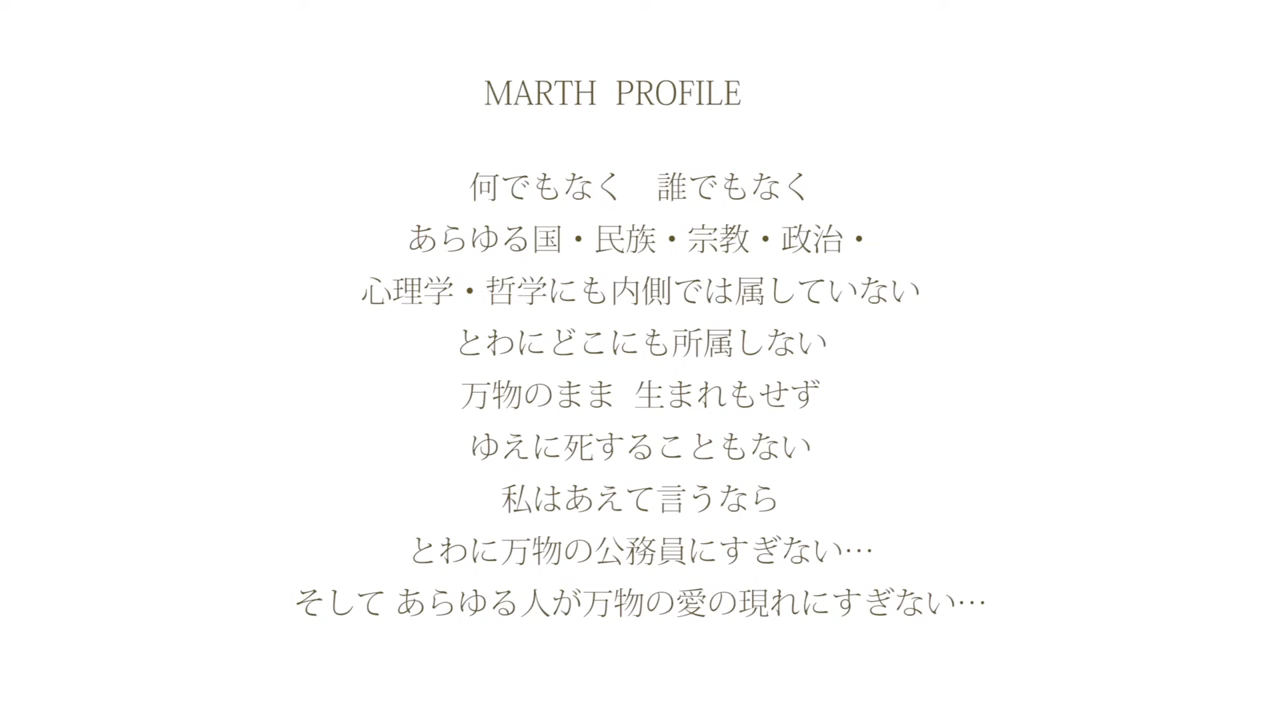 MARTH PROFILE
何でもなく　誰でもなく
あらゆる国・民族・宗教・政治・
心理学・哲学にも内側では属していない
とわにどこにも所属しない
万物のまま 生まれもせず
ゆえに死することもない
私はあえて言うなら
とわに万物の公務員にすぎない…
そして あらゆる人が万物の愛の現れにすぎない…